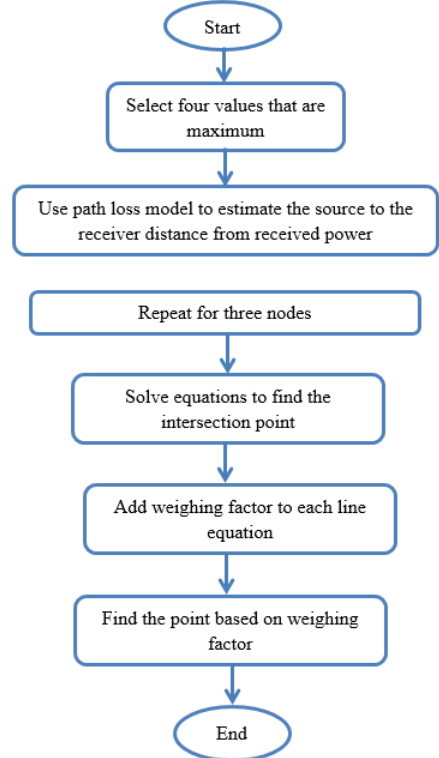 Start
Select four values that are
maximum
Use path loss model to estimate the source to the
receiver distance from received power
Repeat for three nodes
Solve equations to find the
intersection point
Add weighing factor to each line
equation
Find the point based on weighing
factor
End